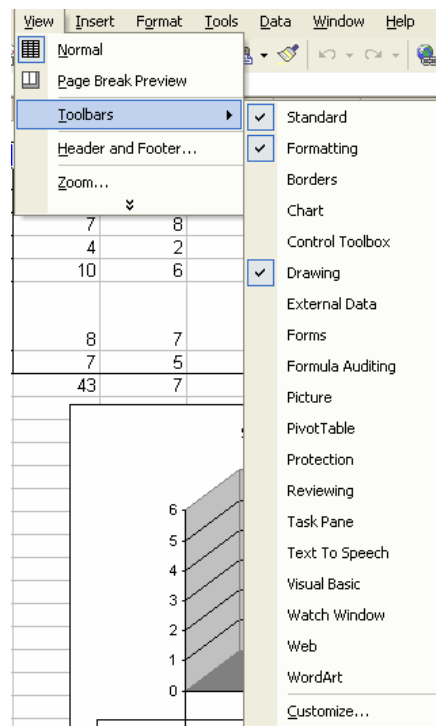 View Insert Format Tools Data Window Help
Normal
Page Break Preview
Toolbars
Header and Footer...
Zoom...
Standard
Formatting
Borders
Chart
Control Toolbox
Drawing
External Data
Forms
Formula Auditing
Picture
PivotTable
Protection
Reviewing
Task Pane
Text To Speech
Visual Basic
Watch Window
Web
WordArt
Customize...
7 8
4 2
10 6
8 7
7 5
43 7
6
5
4
3
2
1
0